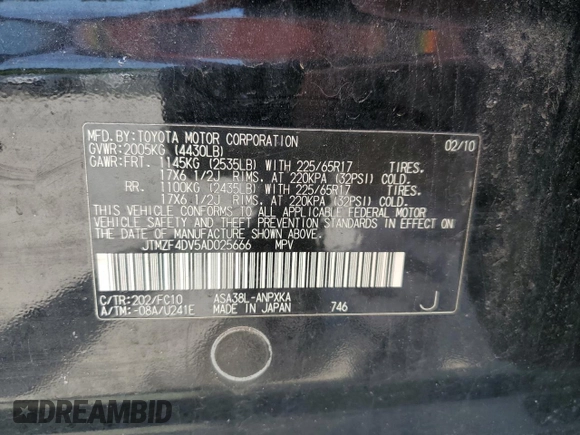 MFD. BY: TOYOTA MOTOR CORPORATION 02/10
GVWR: 2005KG (4430LB)
GAWR: FRT. 1145KG (2535LB) WITH 225/65R17 TIRES.
17X6 1/2J RIMS. AT 220KPA (32PSI) COLD.
RR. 1100KG (2435LB) WITH 225/65R17 TIRES.
17X6 1/2J RIMS. AT 220KPA (32PSI) COLD.
THIS VEHICLE CONFORMS TO ALL APPLICABLE FEDERAL MOTOR
VEHICLE SAFETY AND THEFT PREVENTION STANDARDS IN EFFECT ON
THE DATE OF MANUFACTURE SHOWN ABOVE.
JTMZF4DV5AD025666 MPV
C/TR: 202/FC10 ASA38L-ANPXKA J
A/TM: -08A/U241E MADE IN JAPAN 746
DREAMBID